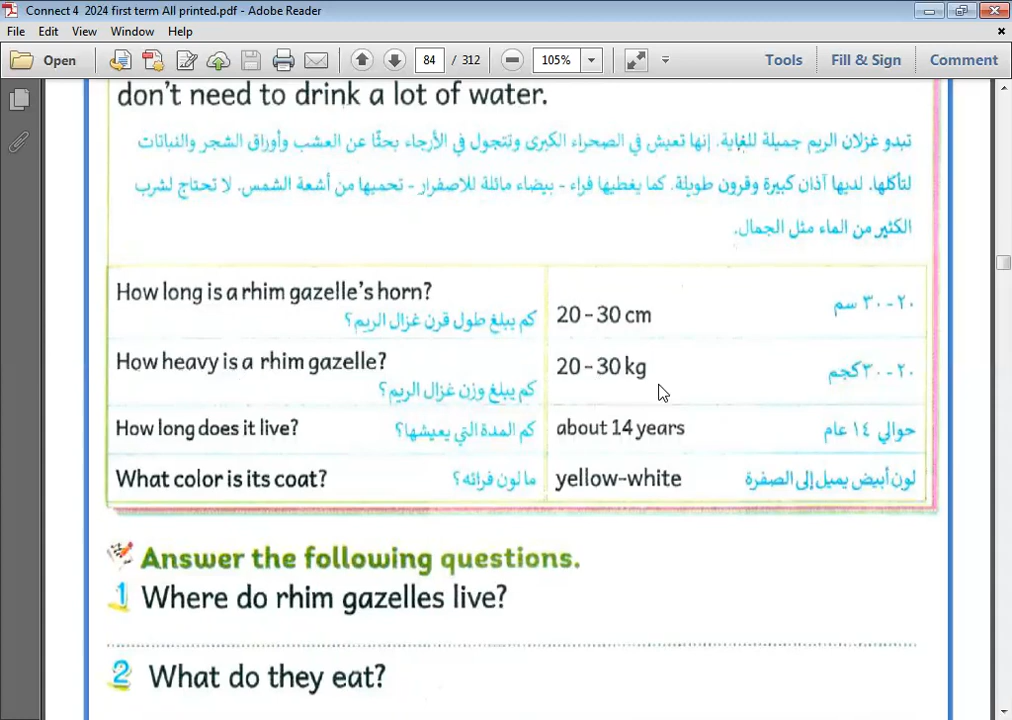 Connect 4  2024 first term All printed.pdf - Adobe Reader
File Edit View Window Help
Open 84 / 312 105% Tools Fill & Sign Comment
don't need to drink a lot of water.
تبدو غزلان الريم جميلة للغاية. إنها تعيش في الصحراء الكبرى وتتجول في الأرجاء بحثًا عن العشب وأوراق الشجر والنباتات
لتأكلها. لديها آذان كبيرة وقرون طويلة. كما يغطيها فراء - بيضاء مائلة للاصفرار - تحميها من أشعة الشمس. لا تحتاج لشرب
الكثير من الماء مثل الجمال.
How long is a rhim gazelle's horn?
كم يبلغ طول قرن غزال الريم؟
20 - 30 cm
٢٠ - ٣٠ سم
How heavy is a rhim gazelle?
كم يبلغ وزن غزال الريم؟
20 - 30 kg
٢٠ - ٣٠ كجم
How long does it live? كم المدة التي يعيشها؟
about 14 years حوالي ١٤ عام
What color is its coat? ما لون فرائه؟
yellow-white لون أبيض يميل إلى الصفرة
Answer the following questions.
1 Where do rhim gazelles live?
2 What do they eat?